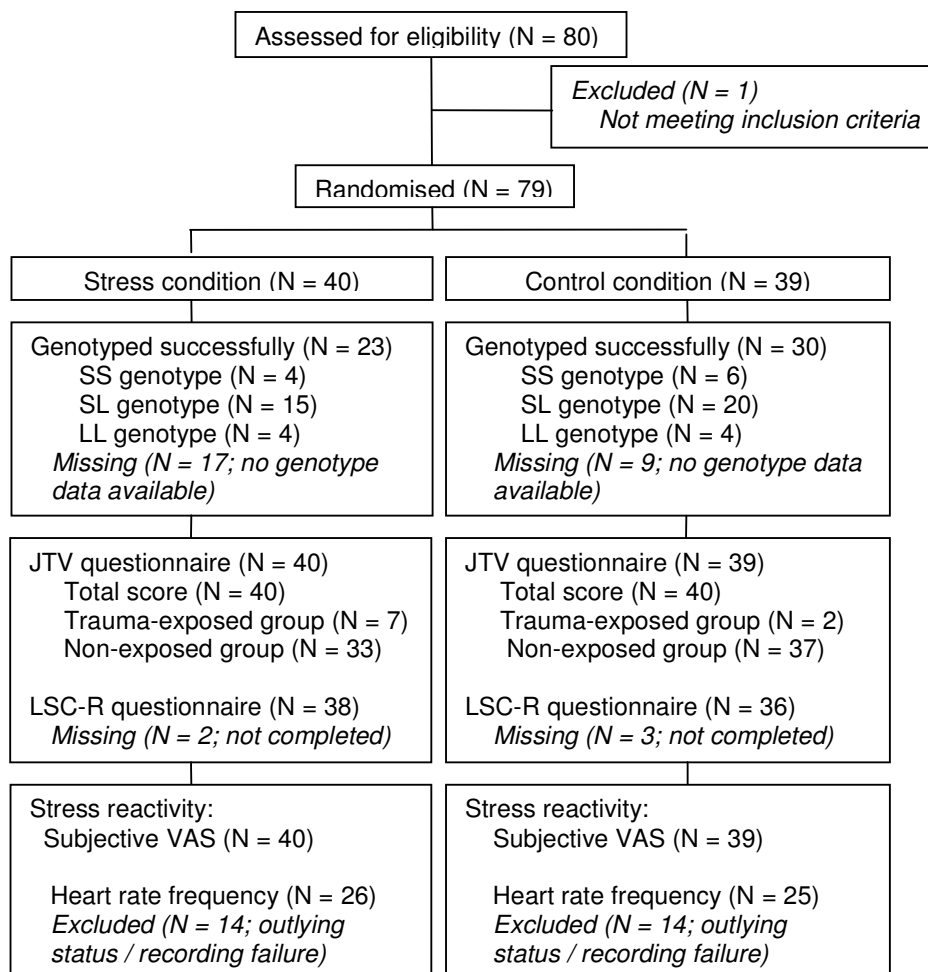 Assessed for eligibility (N = 80)
Excluded (N = 1)
Not meeting inclusion criteria
Randomised (N = 79)
Stress condition (N = 40)
Control condition (N = 39)
Genotyped successfully (N = 23)
SS genotype (N = 4)
SL genotype (N = 15)
LL genotype (N = 4)
Missing (N = 17; no genotype
data available)
Genotyped successfully (N = 30)
SS genotype (N = 6)
SL genotype (N = 20)
LL genotype (N = 4)
Missing (N = 9; no genotype data
available)
JTV questionnaire (N = 40)
Total score (N = 40)
Trauma-exposed group (N = 7)
Non-exposed group (N = 33)
LSC-R questionnaire (N = 38)
Missing (N = 2; not completed)
JTV questionnaire (N = 39)
Total score (N = 40)
Trauma-exposed group (N = 2)
Non-exposed group (N = 37)
LSC-R questionnaire (N = 36)
Missing (N = 3; not completed)
Stress reactivity:
Subjective VAS (N = 40)
Heart rate frequency (N = 26)
Excluded (N = 14; outlying
status / recording failure)
Stress reactivity:
Subjective VAS (N = 39)
Heart rate frequency (N = 25)
Excluded (N = 14; outlying
status / recording failure)